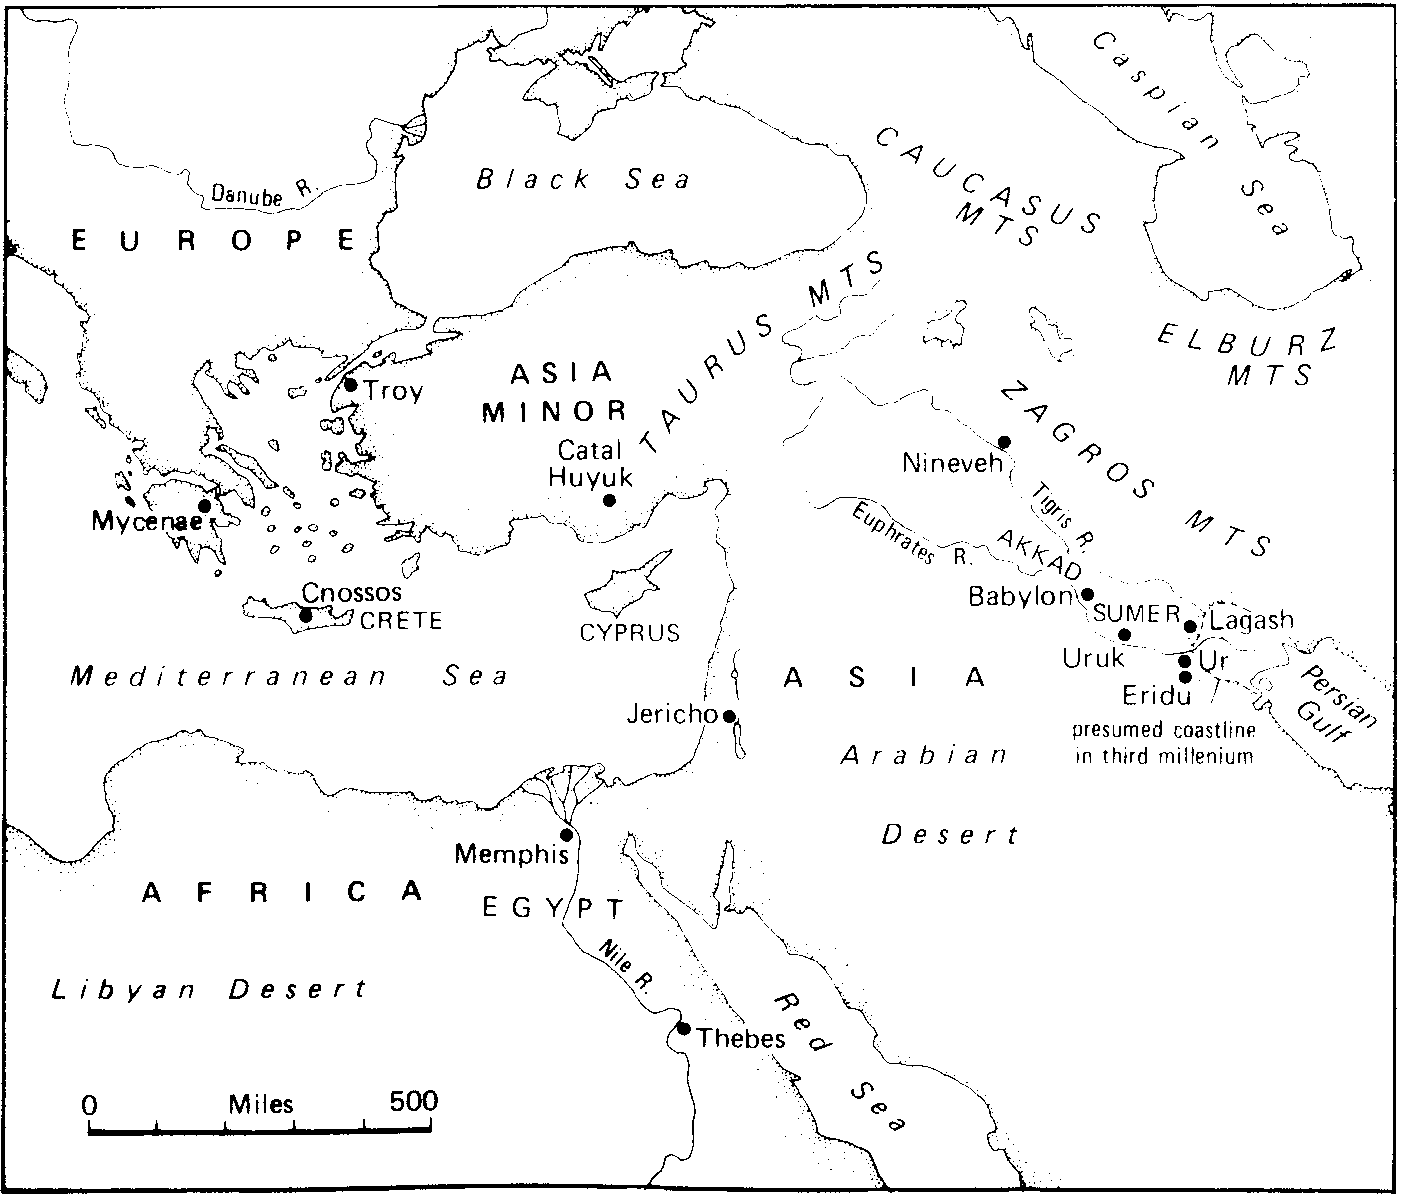 Caspian
Sea
CAUCASUS
MTS
Black Sea
Danube R.
EUROPE
TAURUS MTS
ELBURZ
MTS
ASIA
MINOR
Troy
ZAGROS MTS
Catal
Huyuk
Nineveh
Mycenae
Tigris R.
Euphrates R.
AKKAD
Babylon
SUMER
Lagash
Cnossos
CRETE
CYPRUS
Uruk
Ur
Eridu
Persian
Gulf
Mediterranean Sea
ASIA
Jericho
presumed coastline
in third millenium
Arabian
Desert
Memphis
AFRICA
EGYPT
Nile R.
Libyan Desert
Red Sea
Thebes
0 Miles 500